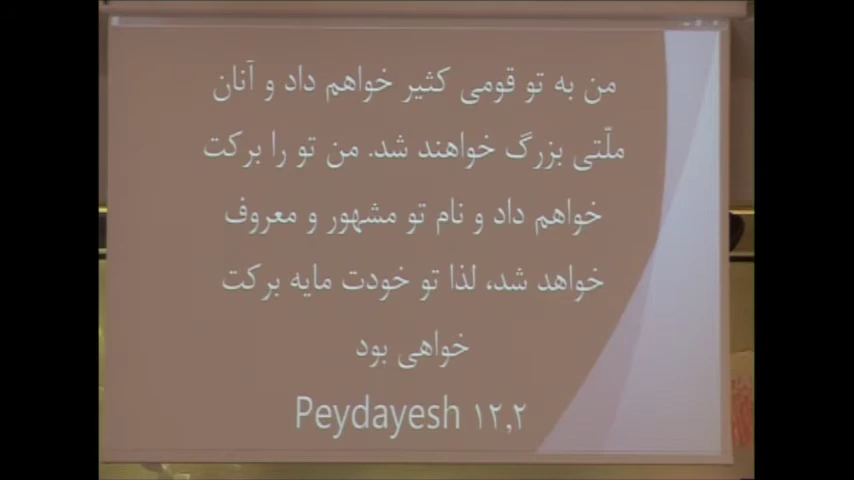 من به تو قومی کثیر خواهم داد و آنان
ملّتی بزرگ خواهند شد. من تو را برکت
خواهم داد و نام تو مشهور و معروف
خواهد شد، لذا تو خودت مایه برکت
خواهی بود
Peydayesh ۱۲,۲